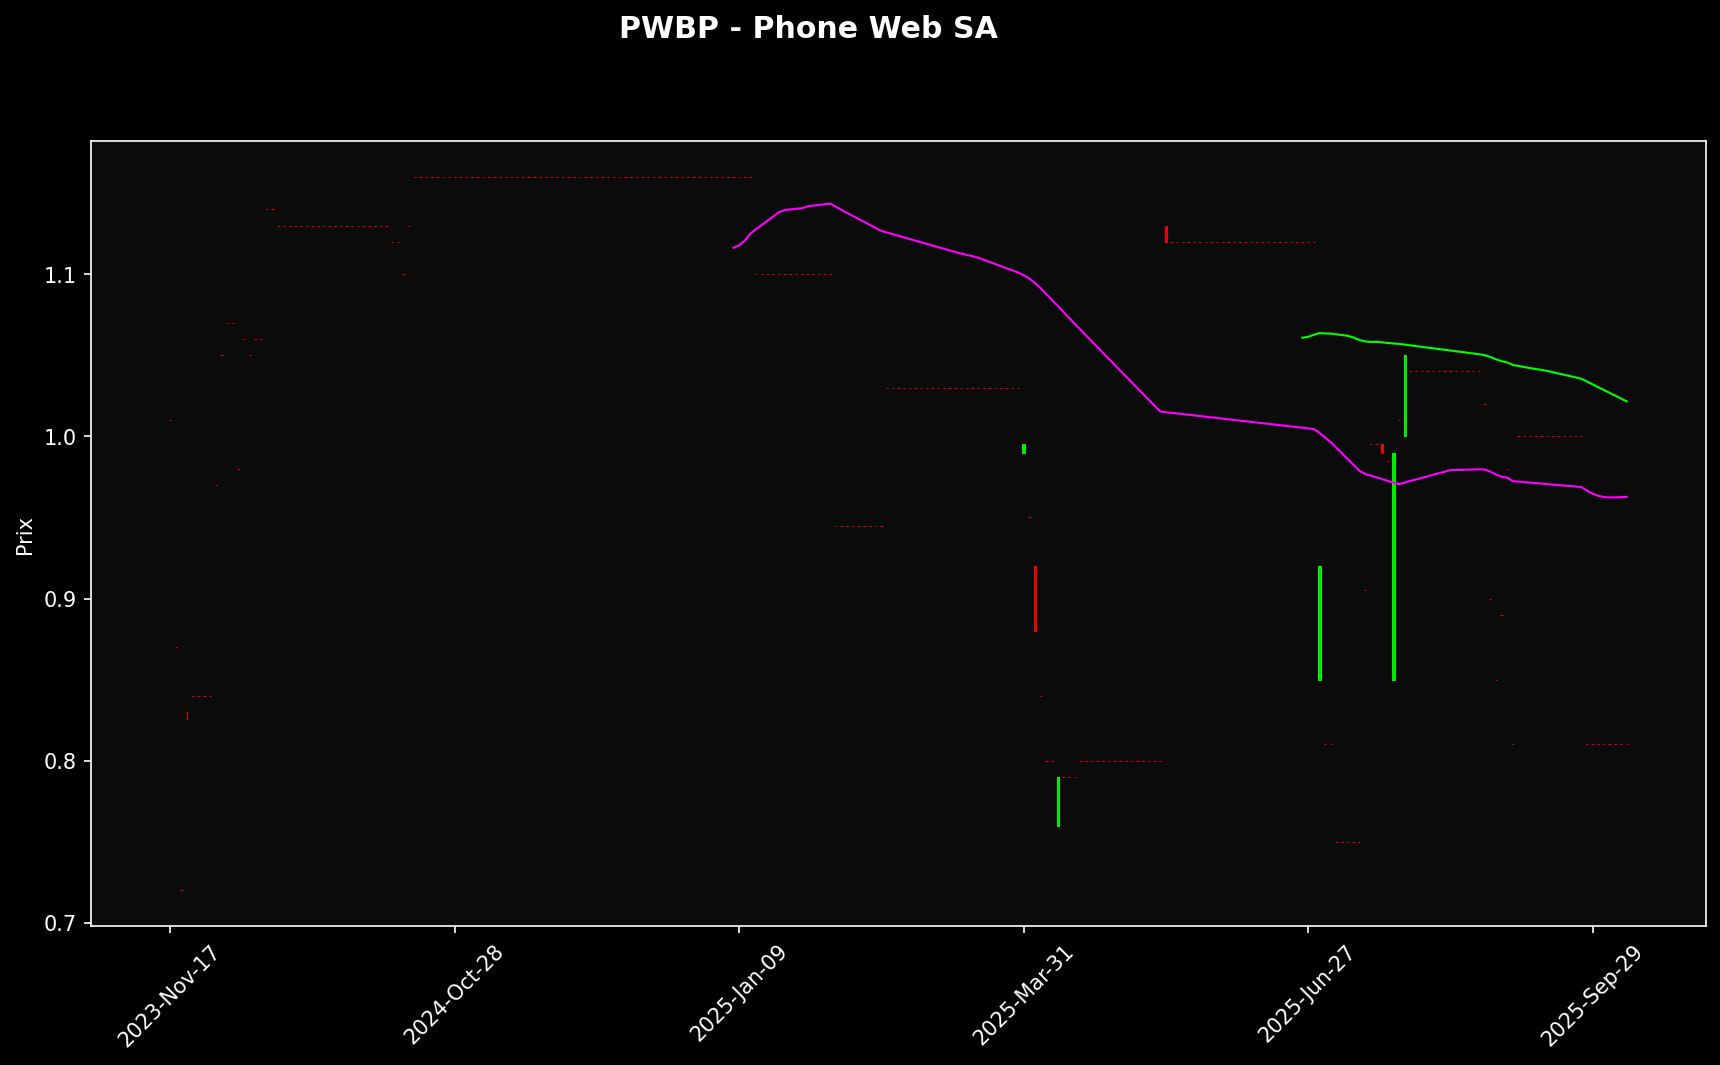 PWBP - Phone Web SA
Prix
1.1
1.0
0.9
0.8
0.7
2023-Nov-17
2024-Oct-28
2025-Jan-09
2025-Mar-31
2025-Jun-27
2025-Sep-29